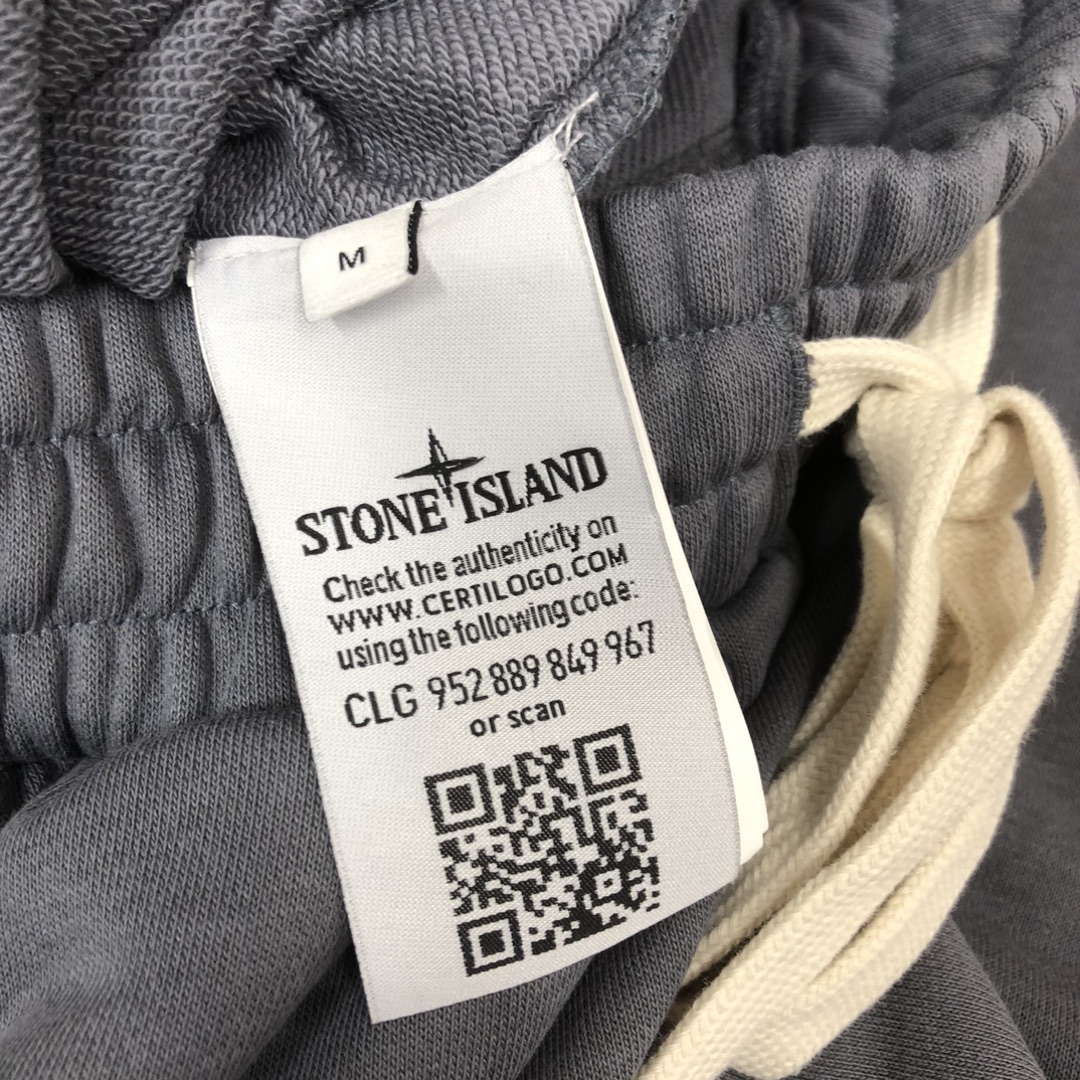 M
STONE ISLAND
Check the authenticity on
WWW.CERTILOGO.COM
using the following code:
CLG 952 889 849 967
or scan